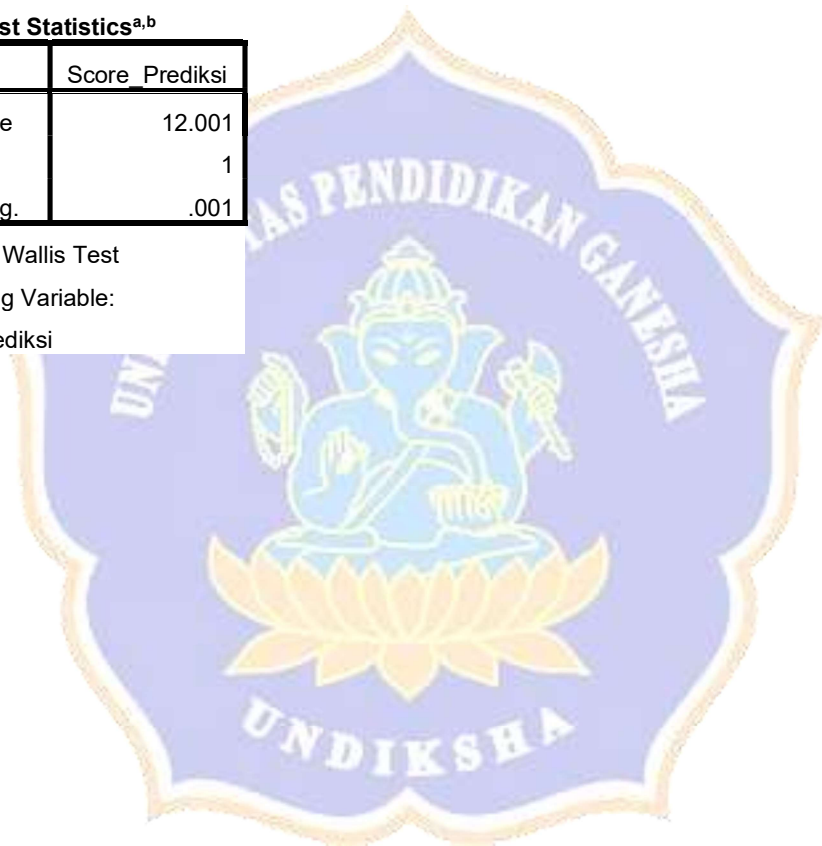 st Statisticsa,b
Score_Prediksi
e 12.001
1
g. .001
Wallis Test
g Variable:
ediksi
AS PENDIDIKAN GANESHA
UNDIKSHA